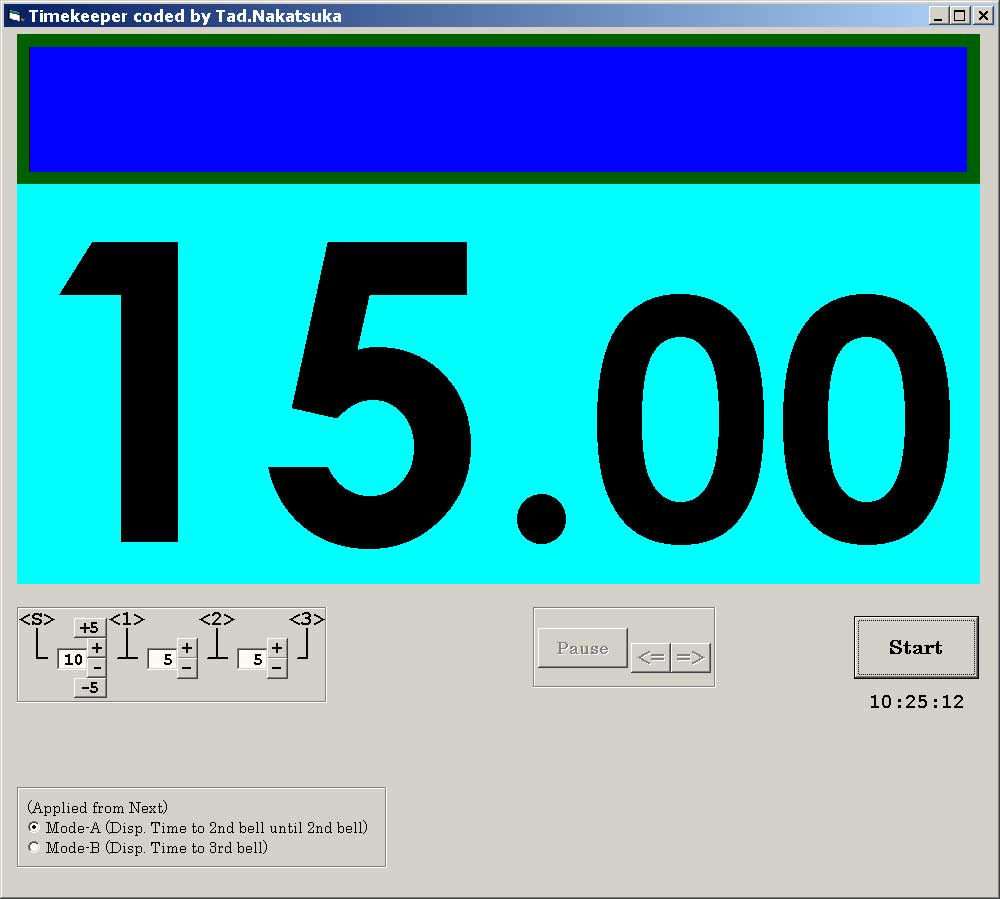 Timekeeper coded by Tad.Nakatsuka
15.00
<S> <1> <2> <3>
+5
10 + - 5 + - 5 + -
-5
Pause <= =>
Start
10:25:12
(Applied from Next)
Mode-A (Disp. Time to 2nd bell until 2nd bell)
Mode-B (Disp. Time to 3rd bell)